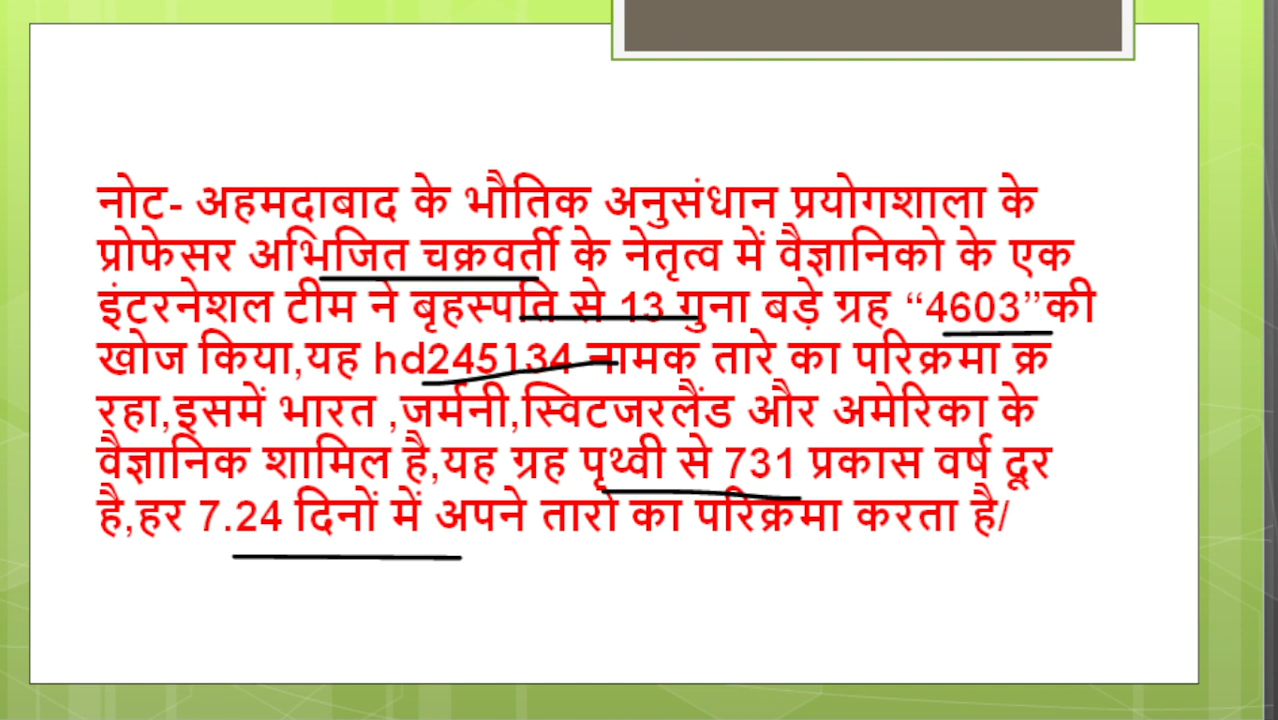 नोट- अहमदाबाद के भौतिक अनुसंधान प्रयोगशाला के
प्रोफेसर अभिजित चक्रवर्ती के नेतृत्व में वैज्ञानिको के एक
इंटरनेशल टीम ने बृहस्पति से 13 गुना बड़े ग्रह “4603”की
खोज किया,यह hd245134 नामक तारे का परिक्रमा क्र
रहा,इसमें भारत ,जर्मनी,स्विटजरलैंड और अमेरिका के
वैज्ञानिक शामिल है,यह ग्रह पृथ्वी से 731 प्रकास वर्ष दूर
है,हर 7.24 दिनों में अपने तारो का परिक्रमा करता है/